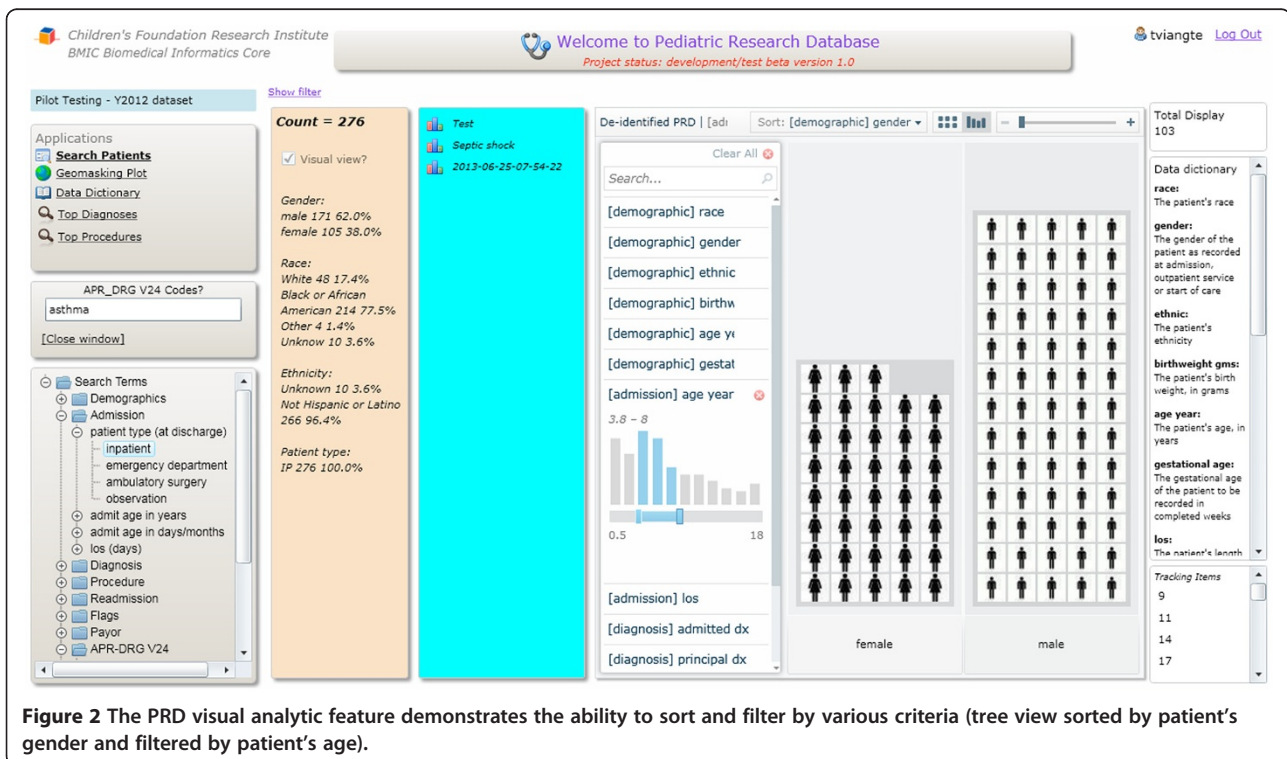 Children's Foundation Research Institute
BMIC Biomedical Informatics Core
Welcome to Pediatric Research Database
Project status: development/test beta version 1.0
tviangte Log Out
Pilot Testing - Y2012 dataset
Applications
Search Patients
Geomasking Plot
Data Dictionary
Top Diagnoses
Top Procedures
APR_DRG V24 Codes?
asthma
[Close window]
Search Terms
Demographics
Admission
patient type (at discharge)
inpatient
emergency department
ambulatory surgery
observation
admit age in years
admit age in days/months
los (days)
Diagnosis
Procedure
Readmission
Flags
Payor
APR-DRG V24
Show filter
Count = 276
Visual view?
Gender:
male 171 62.0%
female 105 38.0%
Race:
White 48 17.4%
Black or African
American 214 77.5%
Other 4 1.4%
Unknow 10 3.6%
Ethnicity:
Unknown 10 3.6%
Not Hispanic or Latino
266 96.4%
Patient type:
IP 276 100.0%
Test
Septic shock
2013-06-25-07-54-22
De-identified PRD | [adı Sort: [demographic] gender
Clear All
Search...
[demographic] race
[demographic] gender
[demographic] ethnic
[demographic] birthw
[demographic] age ye
[demographic] gestat
[admission] age year
3.8 – 8
0.5 18
[admission] los
[diagnosis] admitted dx
[diagnosis] principal dx
female
male
Total Display
103
Data dictionary
race:
The patient's race
gender:
The gender of the
patient as recorded
at admission,
outpatient service
or start of care
ethnic:
The patient's
ethnicity
birthweight gms:
The patient's birth
weight, in grams
age year:
The patient's age, in
years
gestational age:
The gestational age
of the patient to be
recorded in
completed weeks
los:
The patient's length
Tracking Items
9
11
14
17
Figure 2 The PRD visual analytic feature demonstrates the ability to sort and filter by various criteria (tree view sorted by patient's
gender and filtered by patient's age).